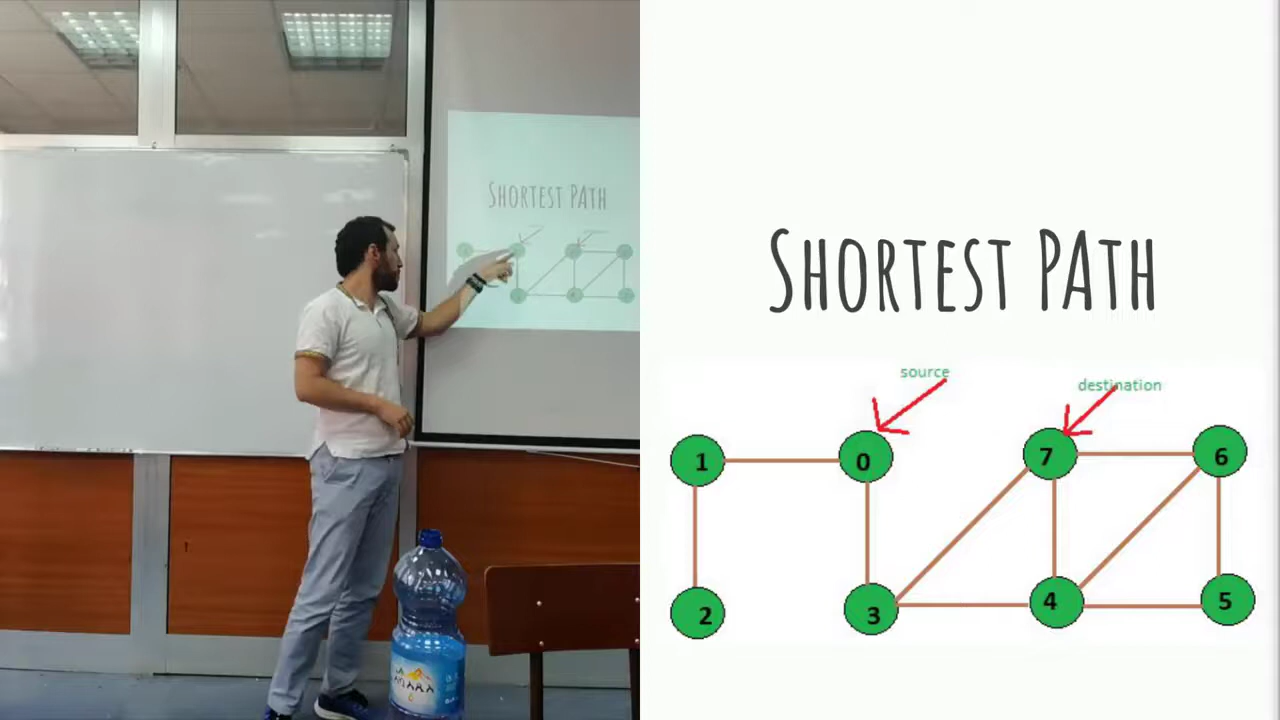 SHORTEST PATH
SHORTEST PATH
source
destination
1 0 7 6
2 3 4 5